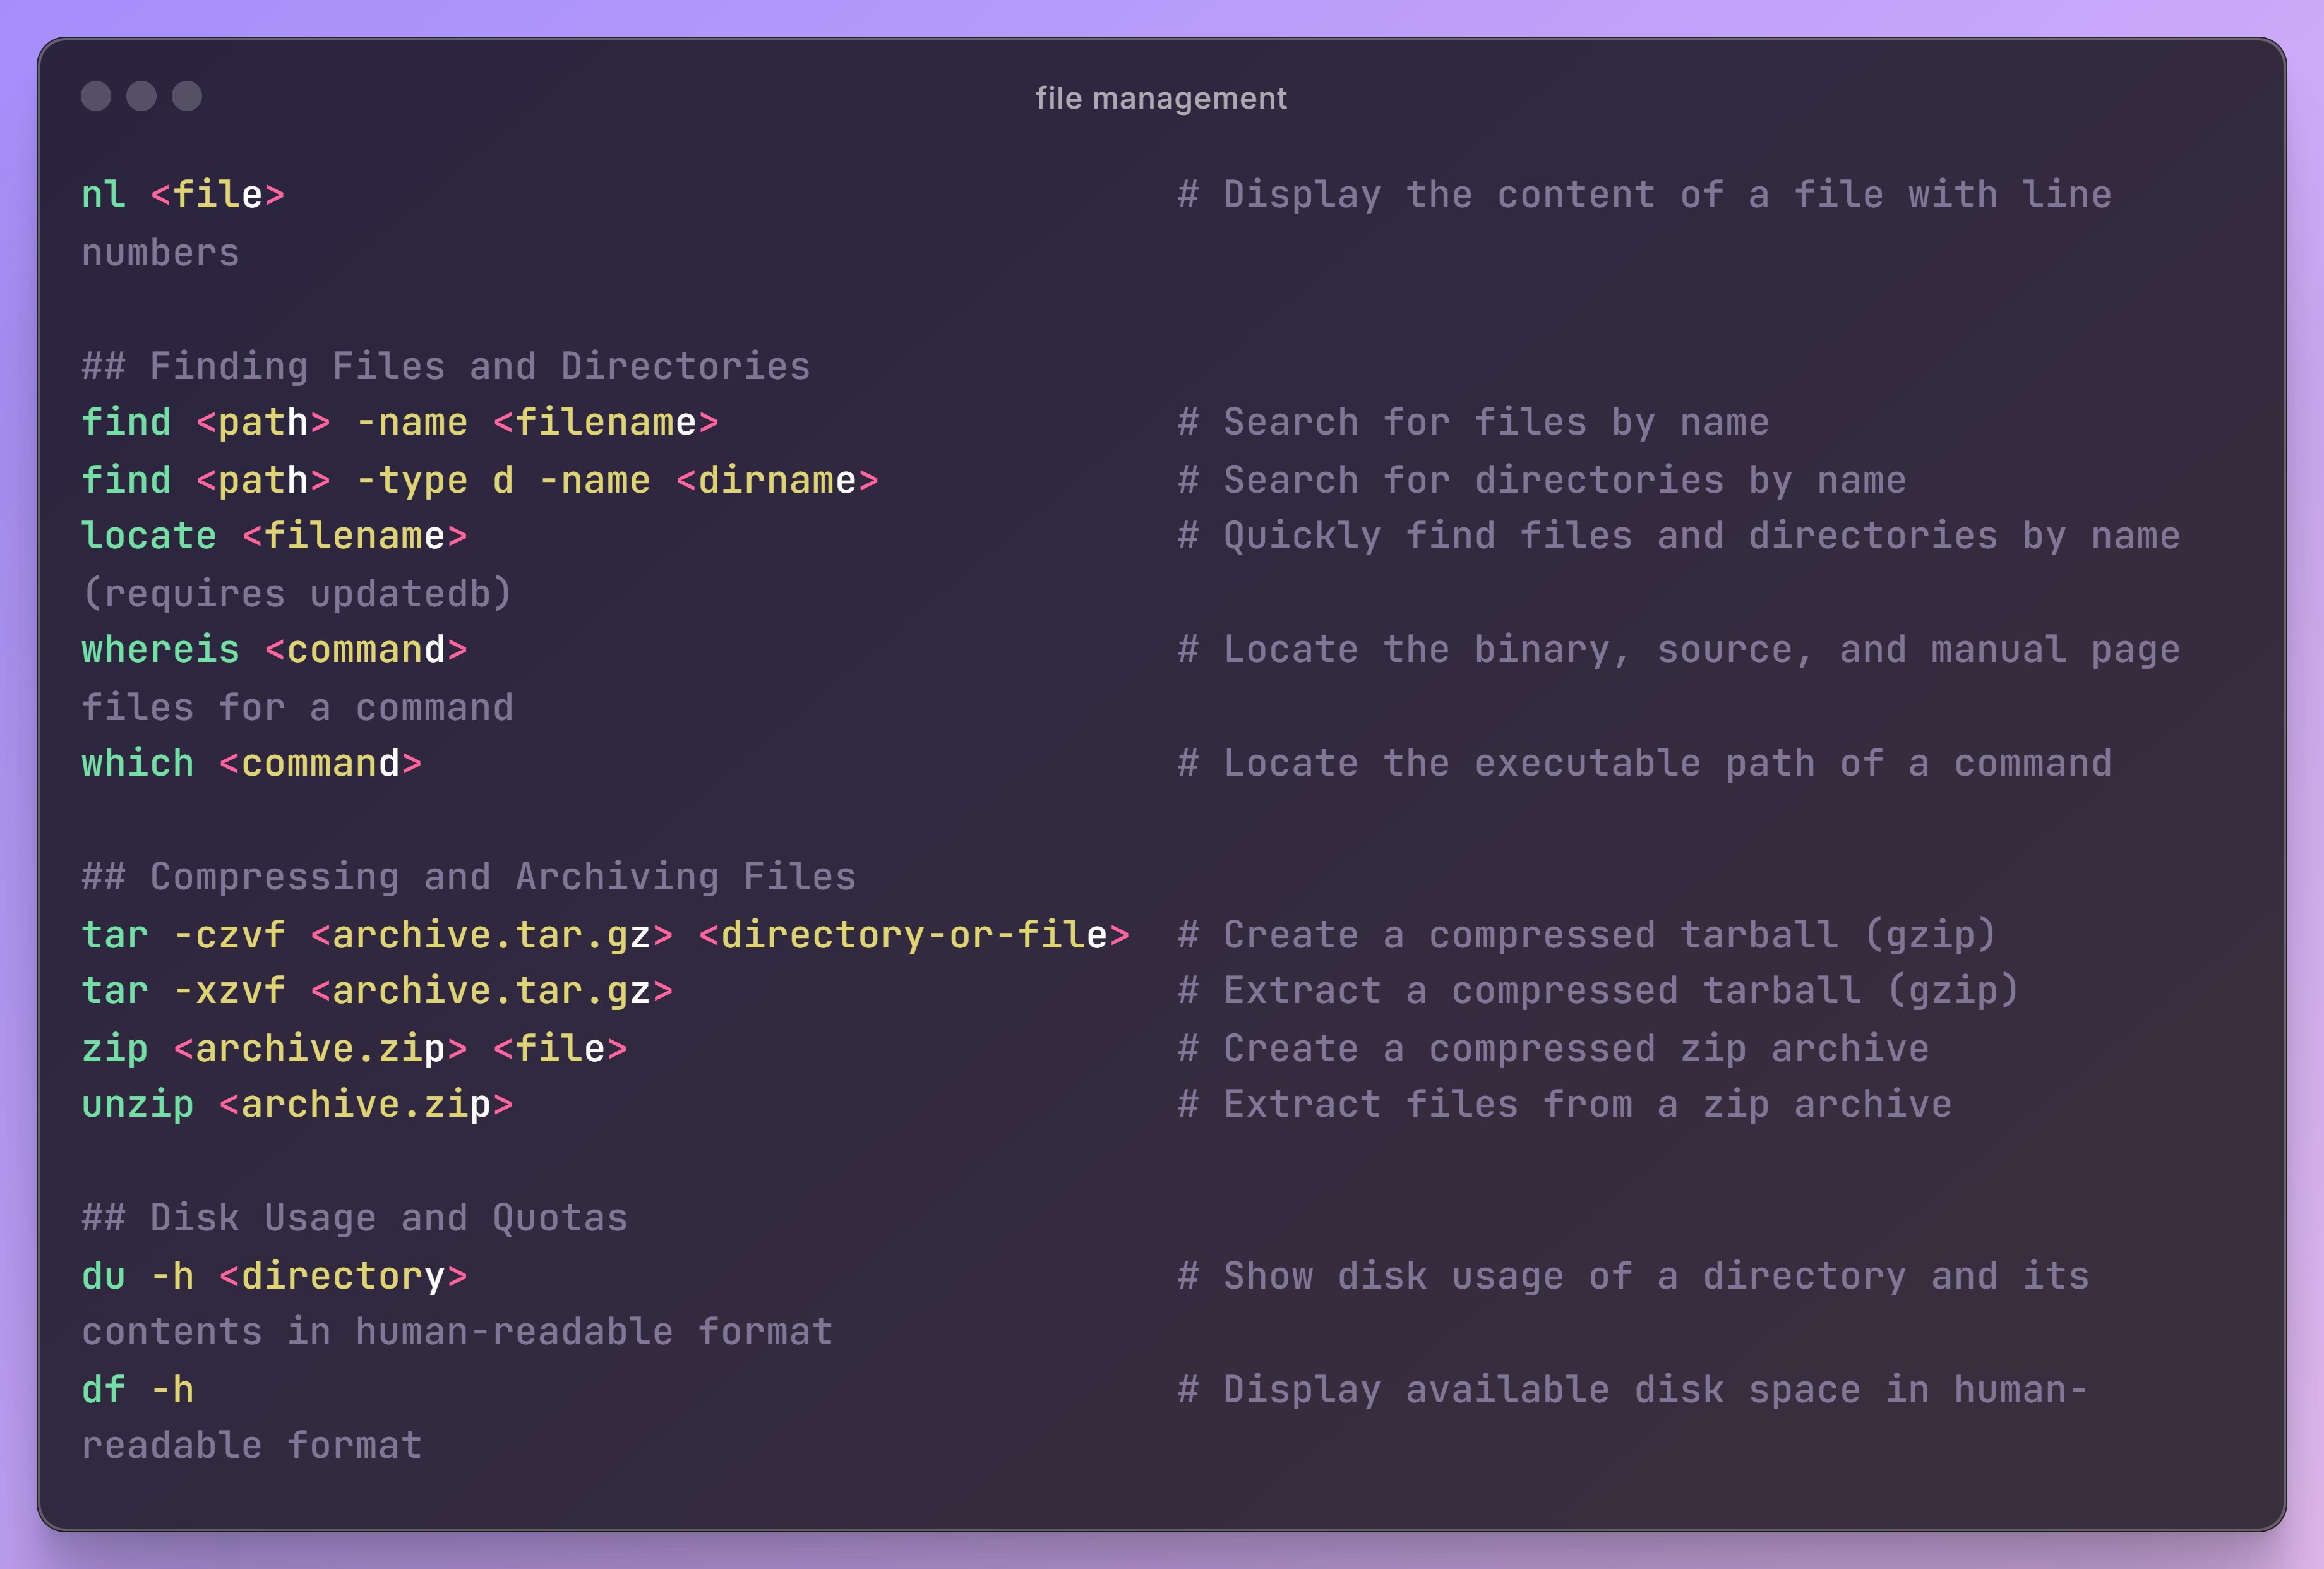 file management
nl <file> # Display the content of a file with line
numbers
## Finding Files and Directories
find <path> -name <filename> # Search for files by name
find <path> -type d -name <dirname> # Search for directories by name
locate <filename> # Quickly find files and directories by name
(requires updatedb)
whereis <command> # Locate the binary, source, and manual page
files for a command
which <command> # Locate the executable path of a command
## Compressing and Archiving Files
tar -czvf <archive.tar.gz> <directory-or-file> # Create a compressed tarball (gzip)
tar -xzvf <archive.tar.gz> # Extract a compressed tarball (gzip)
zip <archive.zip> <file> # Create a compressed zip archive
unzip <archive.zip> # Extract files from a zip archive
## Disk Usage and Quotas
du -h <directory> # Show disk usage of a directory and its
contents in human-readable format
df -h # Display available disk space in human-
readable format